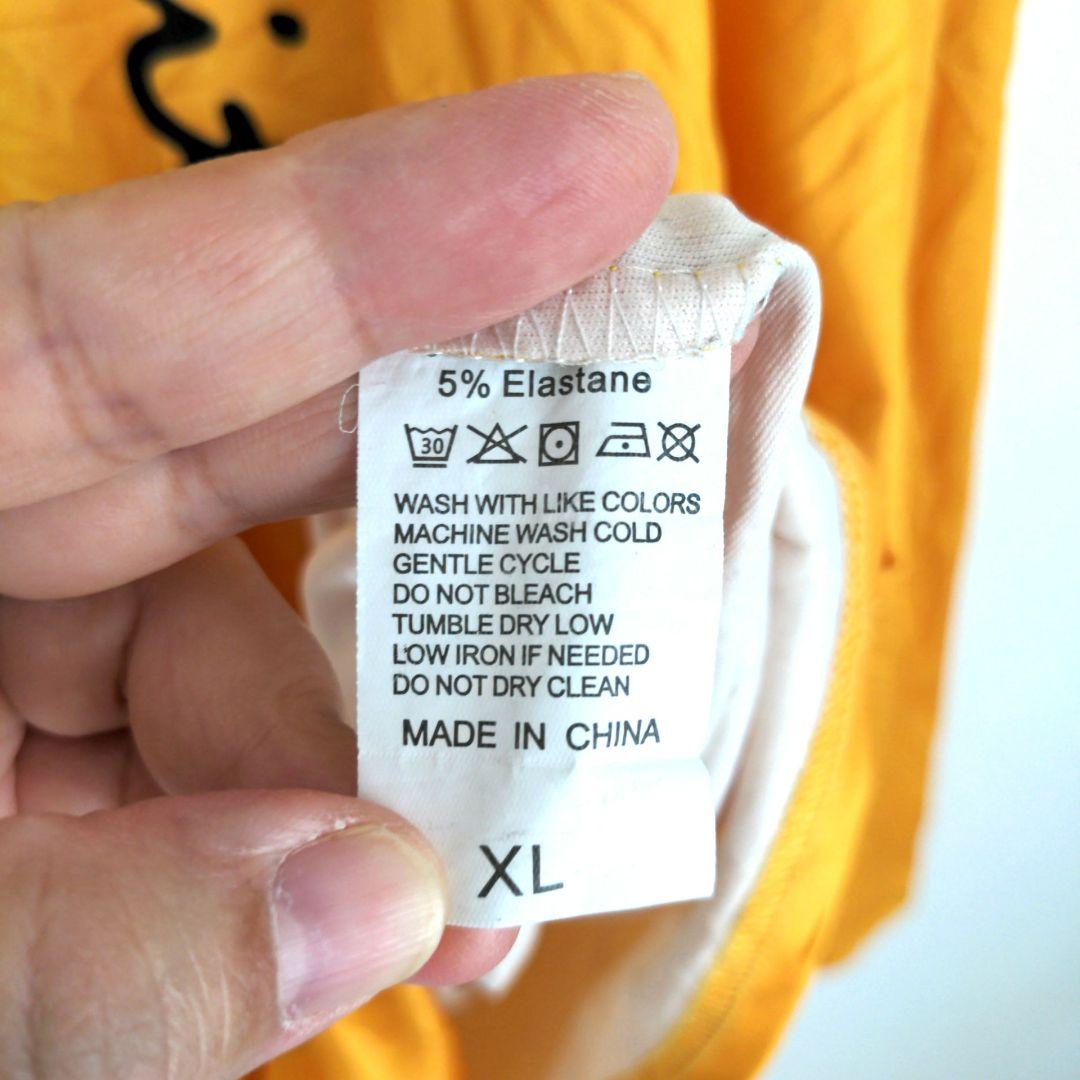 5% Elastane
30
WASH WITH LIKE COLORS
MACHINE WASH COLD
GENTLE CYCLE
DO NOT BLEACH
TUMBLE DRY LOW
LOW IRON IF NEEDED
DO NOT DRY CLEAN
MADE IN CHINA
XL